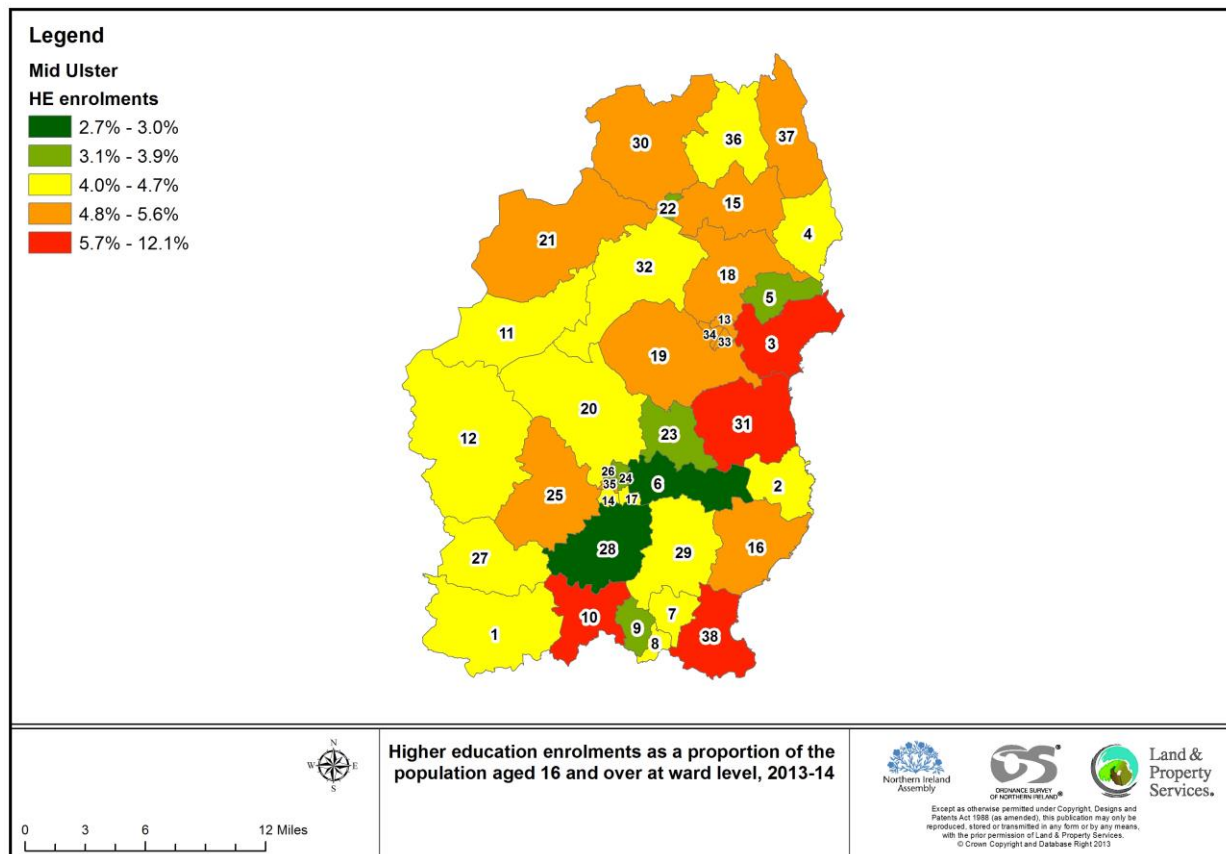 Legend
Mid Ulster
HE enrolments
2.7% - 3.0%
3.1% - 3.9%
4.0% - 4.7%
4.8% - 5.6%
5.7% - 12.1%
37
36
30
15
22
4
21
32
18
5
13
11
34
33
3
19
20
31
23
12
26
24
6
2
35
25
14
17
16
28
29
27
7
10
9
1
38
8
N
W
E
S
0 3 6 12 Miles
Higher education enrolments as a proportion of the
population aged 16 and over at ward level, 2013-14
Northern Ireland
Assembly
OS®
ORDNANCE SURVEY
OF NORTHERN IRELAND®
Land &
Property
Services.
Except as otherwise permitted under Copyright, Designs and
Patents Act 1988 (as amended), this publication may only be
reproduced, stored or transmitted in any form or by any means,
with the prior permission of Land & Property Services.
© Crown Copyright and Database Right 2013